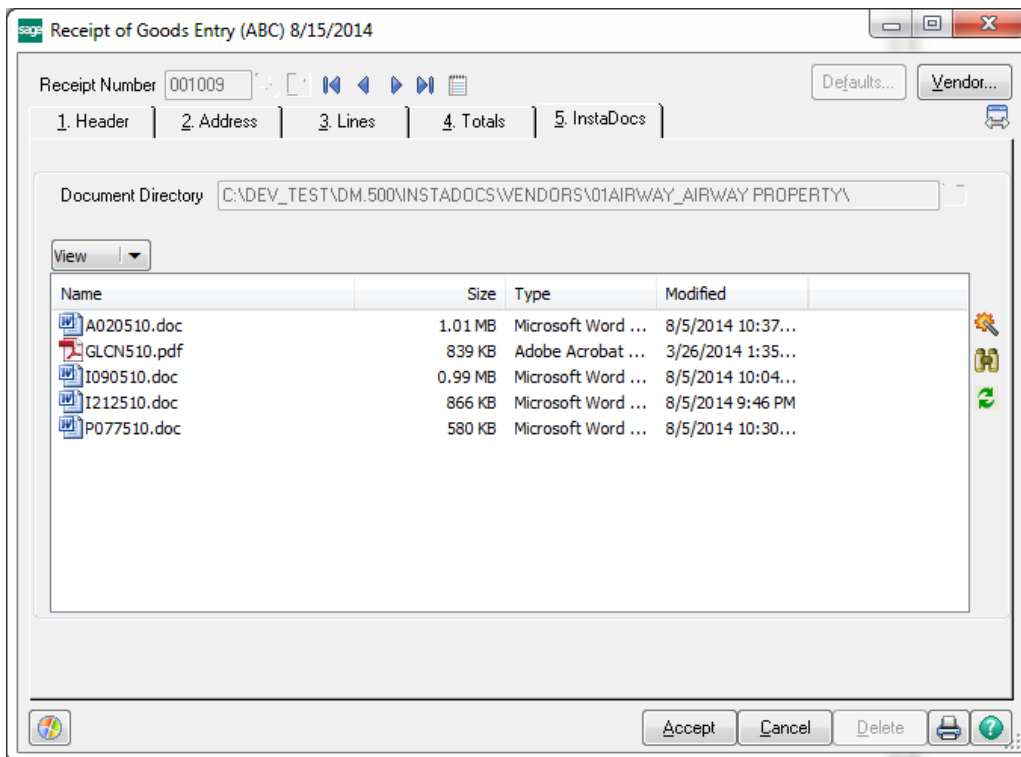 sage Receipt of Goods Entry (ABC) 8/15/2014
Receipt Number 001009 Defaults... Vendor...
1. Header 2. Address 3. Lines 4. Totals 5. InstaDocs
Document Directory C:\DEV_TEST\DM.500\INSTADOCS\VENDORS\01AIRWAY_AIRWAY PROPERTY\
View
Name Size Type Modified
A020510.doc 1.01 MB Microsoft Word ... 8/5/2014 10:37...
GLCN510.pdf 839 KB Adobe Acrobat ... 3/26/2014 1:35...
I090510.doc 0.99 MB Microsoft Word ... 8/5/2014 10:04...
I212510.doc 866 KB Microsoft Word ... 8/5/2014 9:46 PM
P077510.doc 580 KB Microsoft Word ... 8/5/2014 10:30...
Accept Cancel Delete